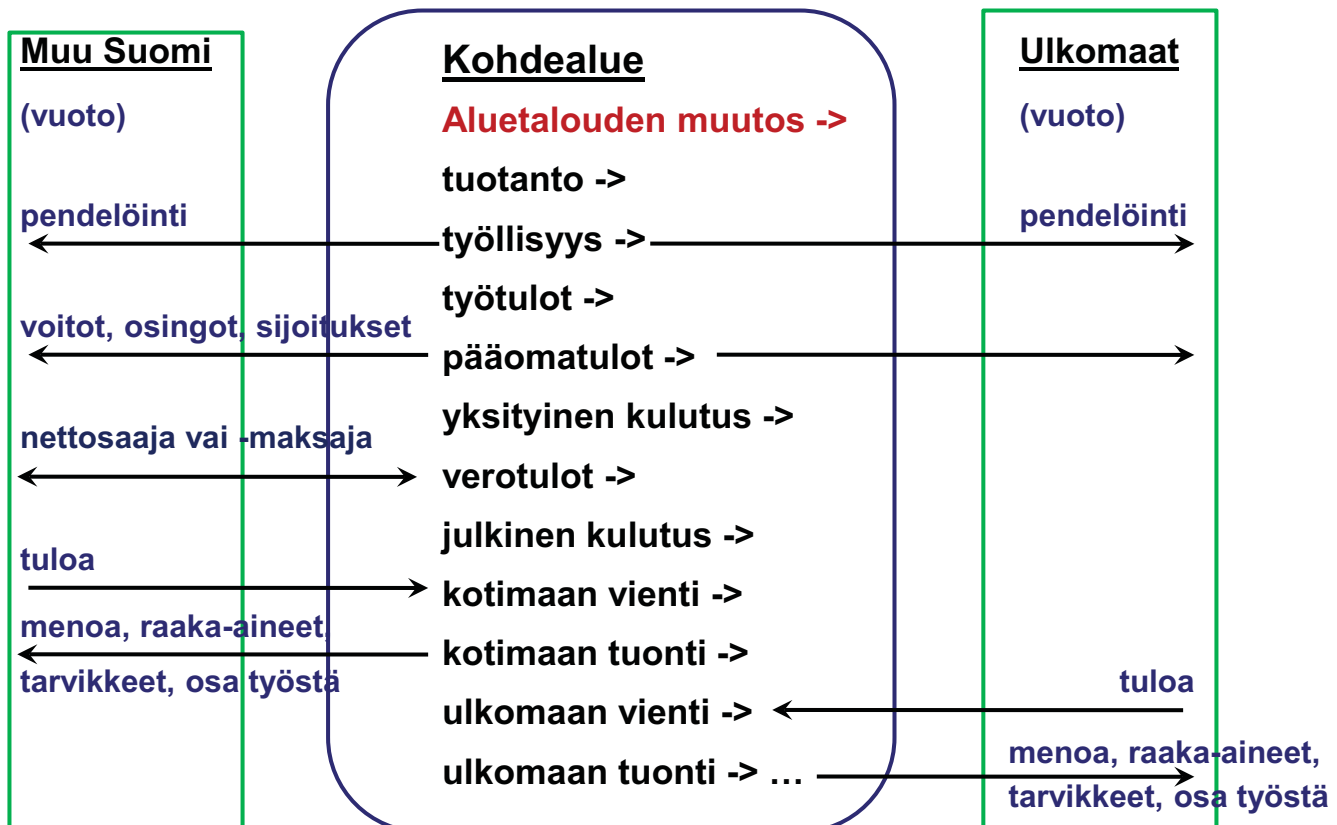 Muu Suomi
(vuoto)
pendelöinti
voitot, osingot, sijoitukset
nettosaaja vai -maksaja
tuloa
menoa, raaka-aineet,
tarvikkeet, osa työstä
Kohdealue
Aluetalouden muutos ->
tuotanto ->
työllisyys ->
työtulot ->
pääomatulot ->
yksityinen kulutus ->
verotulot ->
julkinen kulutus ->
kotimaan vienti ->
kotimaan tuonti ->
ulkomaan vienti ->
ulkomaan tuonti -> ...
Ulkomaat
(vuoto)
pendelöinti
tuloa
menoa, raaka-aineet,
tarvikkeet, osa työstä